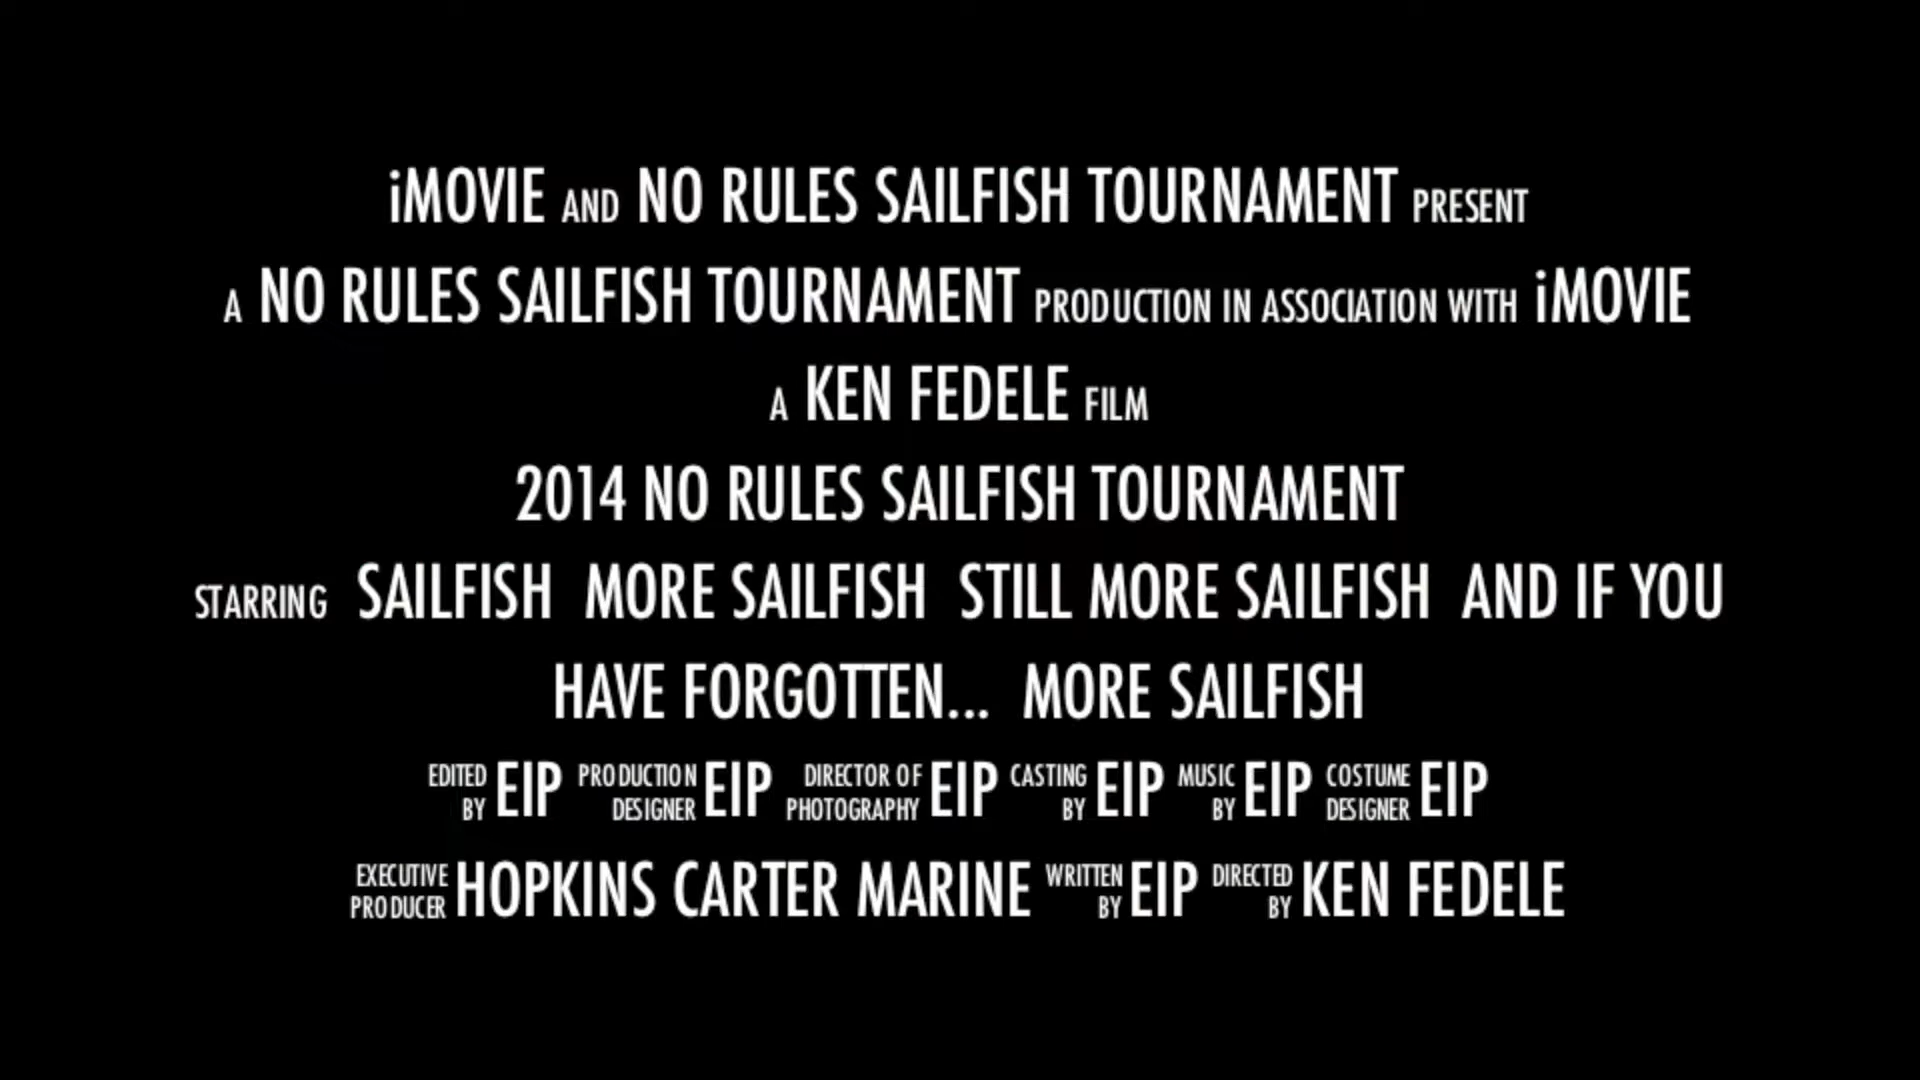 iMOVIE AND NO RULES SAILFISH TOURNAMENT PRESENT
A NO RULES SAILFISH TOURNAMENT PRODUCTION IN ASSOCIATION WITH iMOVIE
A KEN FEDELE FILM
2014 NO RULES SAILFISH TOURNAMENT
STARRING SAILFISH MORE SAILFISH STILL MORE SAILFISH AND IF YOU
HAVE FORGOTTEN... MORE SAILFISH
EDITED BY EIP PRODUCTION DESIGNER EIP DIRECTOR OF PHOTOGRAPHY EIP CASTING BY EIP MUSIC BY EIP COSTUME DESIGNER EIP
EXECUTIVE PRODUCER HOPKINS CARTER MARINE WRITTEN BY EIP DIRECTED BY KEN FEDELE